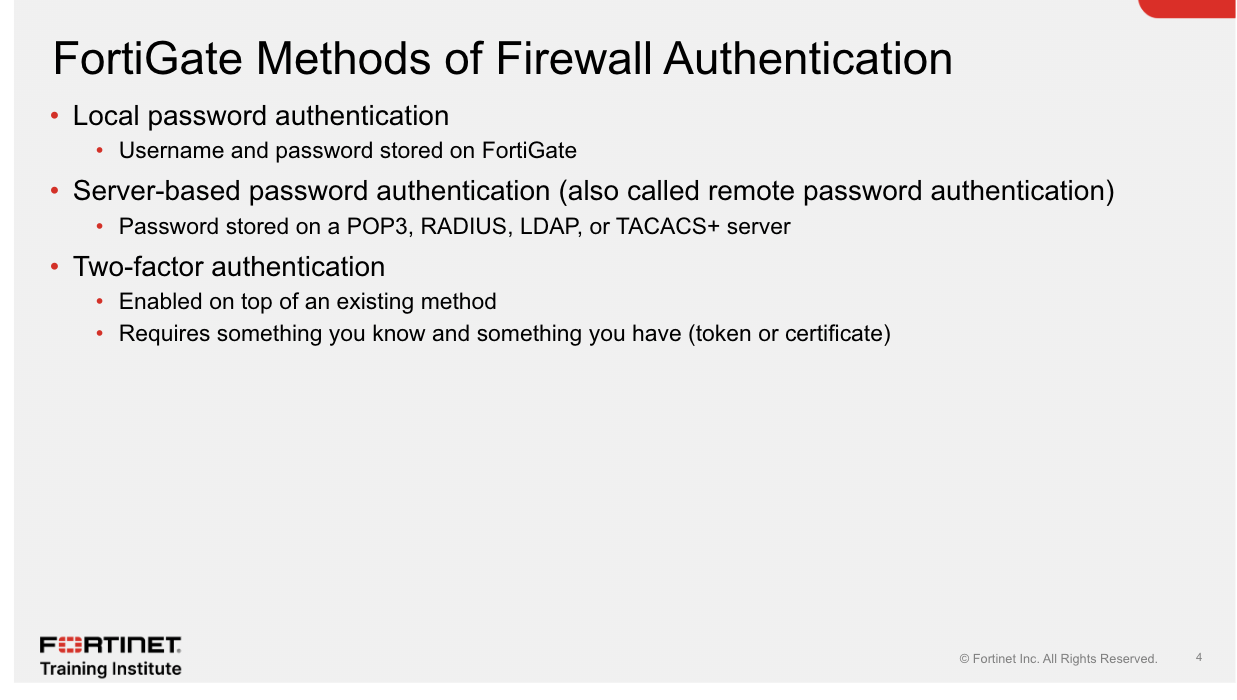 FortiGate Methods of Firewall Authentication
• Local password authentication
• Username and password stored on FortiGate
• Server-based password authentication (also called remote password authentication)
• Password stored on a POP3, RADIUS, LDAP, or TACACS+ server
• Two-factor authentication
• Enabled on top of an existing method
• Requires something you know and something you have (token or certificate)
FORTINET
Training Institute
© Fortinet Inc. All Rights Reserved. 4